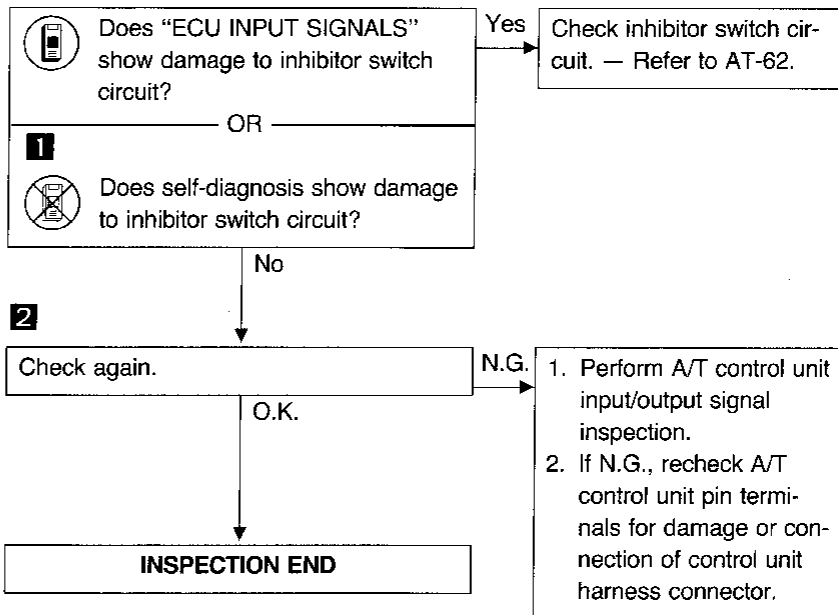 Does “ECU INPUT SIGNALS”
show damage to inhibitor switch
circuit?
Yes
Check inhibitor switch cir-
cuit. — Refer to AT-62.
OR
1
Does self-diagnosis show damage
to inhibitor switch circuit?
No
2
Check again.
N.G.
O.K.
1. Perform A/T control unit
input/output signal
inspection.
2. If N.G., recheck A/T
control unit pin termi-
nals for damage or con-
nection of control unit
harness connector.
INSPECTION END